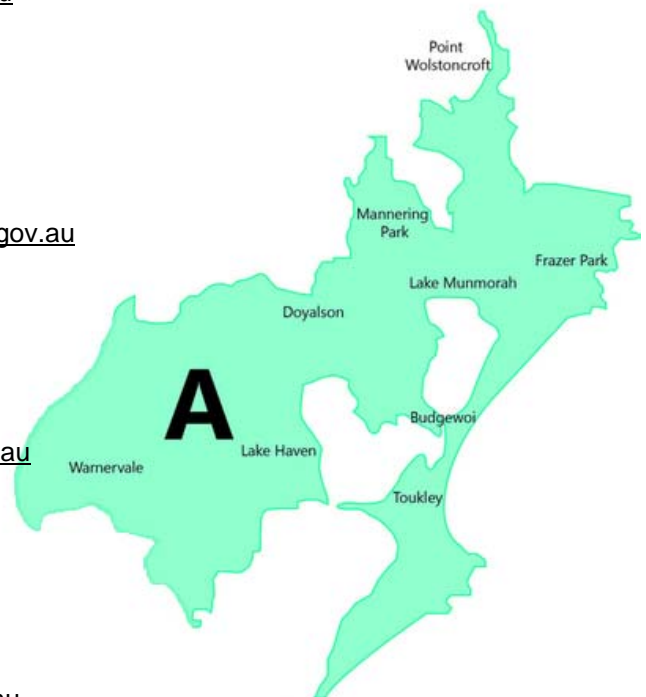 Point
Wolstoncroft
gov.au
Mannering
Park
Frazer Park
Lake Munmorah
Doyalson
A
Budgewoi
au
Lake Haven
Warnervale
Toukley